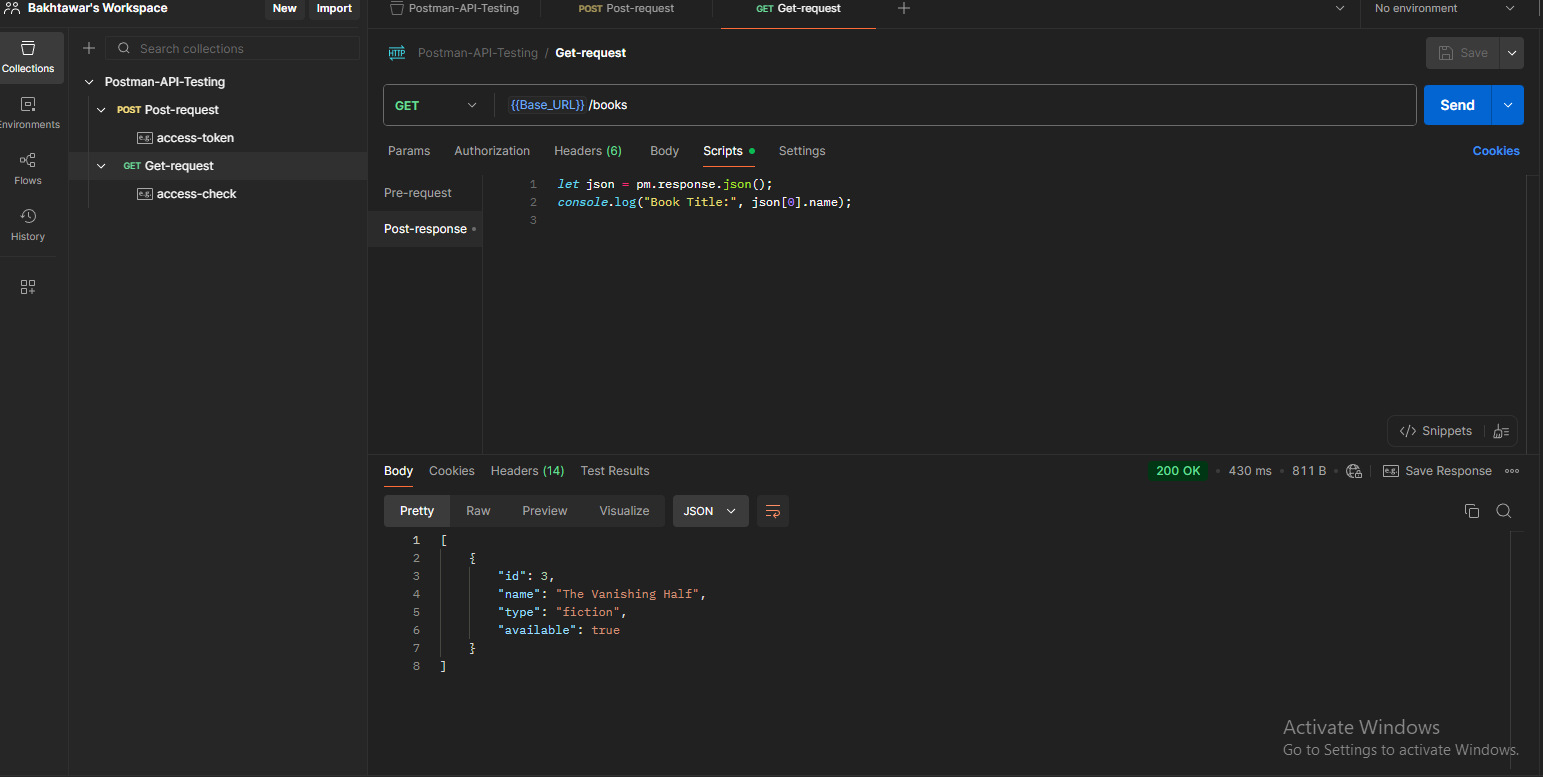 Bakhtawar's Workspace
New
Import
Postman-API-Testing
POST Post-request
GET Get-request
No environment
Collections
Environments
Flows
History
Search collections
Postman-API-Testing
POST Post-request
e.g. access-token
GET Get-request
e.g. access-check
HTTP Postman-API-Testing / Get-request
Save
GET {{Base_URL}} /books
Send
Params Authorization Headers (6) Body Scripts Settings
Cookies
Pre-request
Post-response
1 let json = pm.response.json();
2 console.log("Book Title:", json[0].name);
3
</> Snippets
Body Cookies Headers (14) Test Results
200 OK 430 ms 811 B e.g. Save Response
Pretty Raw Preview Visualize JSON
1 [
2 {
3 "id": 3,
4 "name": "The Vanishing Half",
5 "type": "fiction",
6 "available": true
7 }
8 ]
Activate Windows
Go to Settings to activate Windows.